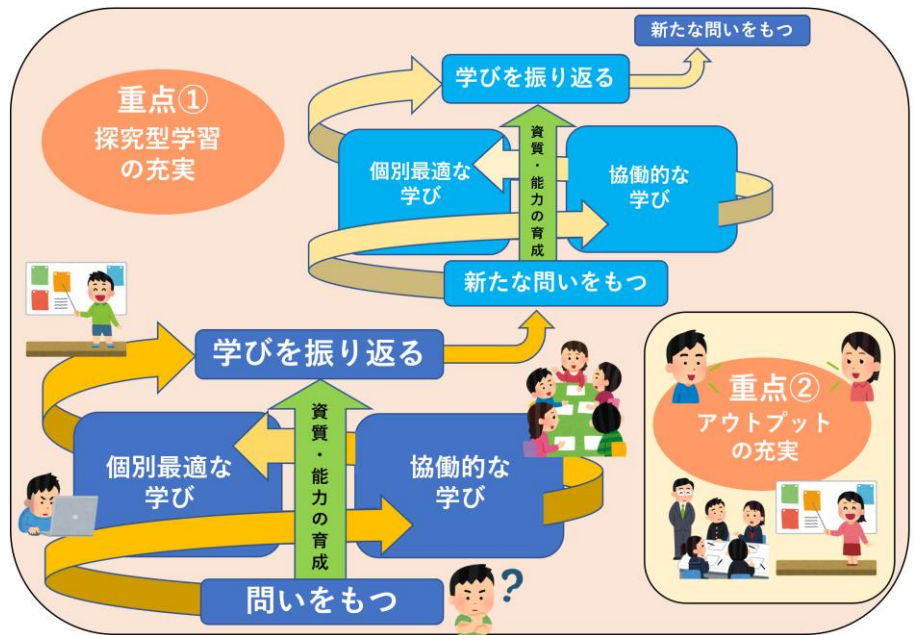 新たな問いをもつ
学びを振り返る
重点①
探究型学習
の充実
個別最適な
学び
資質・能力の育成
協働的な
学び
新たな問いをもつ
学びを振り返る
個別最適な
学び
資質・能力の育成
協働的な
学び
問いをもつ
?
重点②
アウトプット
の充実